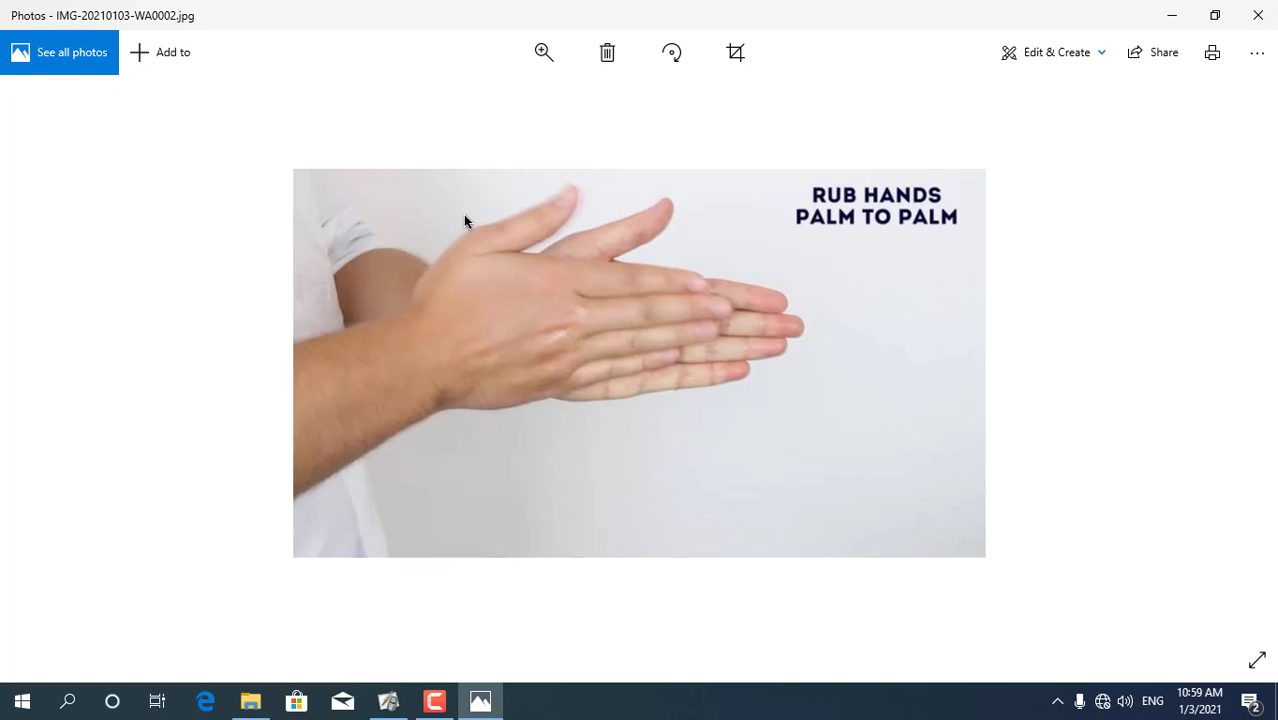 Photos - IMG-20210103-WA0002.jpg
See all photos
Add to
Edit & Create
Share
RUB HANDS
PALM TO PALM
ENG
10:59 AM
1/3/2021
2